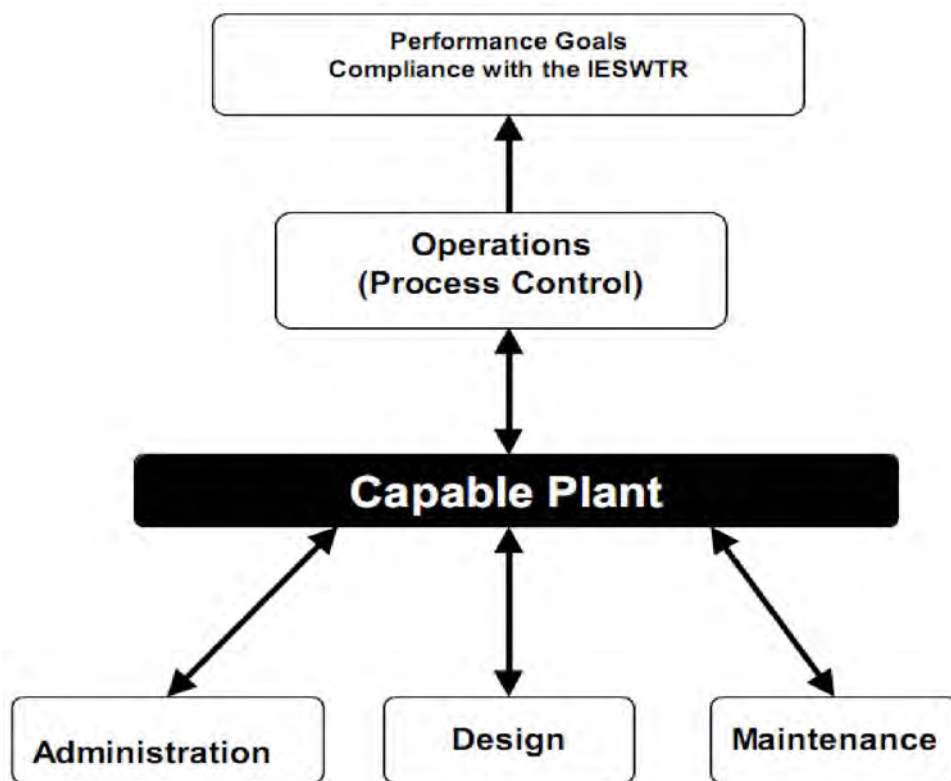 Performance Goals
Compliance with the IESWTR
Operations
(Process Control)
Capable Plant
Administration
Design
Maintenance